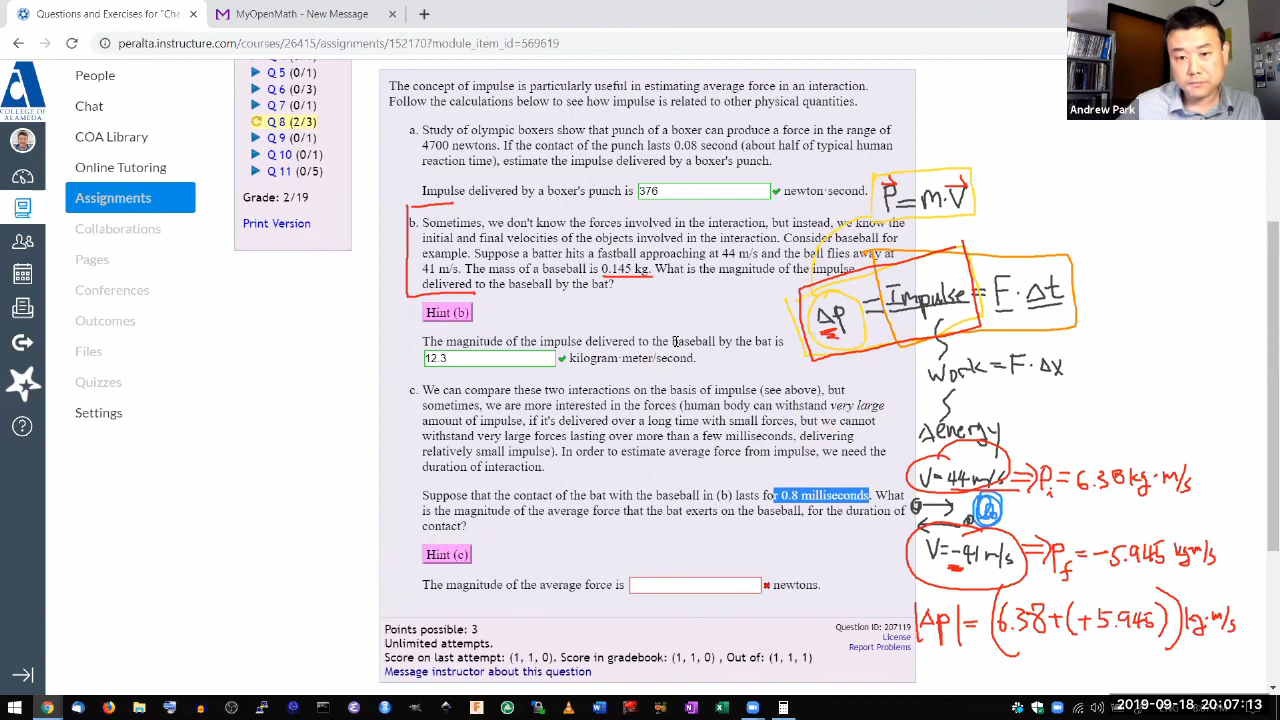 Questions for "Chap
MyOpenMath - New Message
peralta.instructure.com/courses/26415/assignments/152170?module_item_id=569619
Andrew Park
COLLEGE OF
ALAMEDA
People
Chat
COA Library
Online Tutoring
Assignments
Collaborations
Pages
Conferences
Outcomes
Files
Quizzes
Settings
Q 5 (0/1)
Q 6 (0/3)
Q 7 (0/1)
Q 8 (2/3)
Q 9 (0/1)
Q 10 (0/1)
Q 11 (0/5)
Grade: 2/19
Print Version
The concept of impulse is particularly useful in estimating average force in an interaction.
Follow the calculations below to see how impulse is related to other physical quantities.
a. Study of olympic boxers show that punch of a boxer can produce a force in the range of
4700 newtons. If the contact of the punch lasts 0.08 second (about half of typical human
reaction time), estimate the impulse delivered by a boxer's punch.
Impulse delivered by a boxer's punch is 376 newton·second.
b. Sometimes, we don't know the forces involved in the interaction, but instead, we know the
initial and final velocities of the objects involved in the interaction. Consider baseball for
example. Suppose a batter hits a fastball approaching at 44 m/s and the ball flies away at
41 m/s. The mass of a baseball is 0.145 kg. What is the magnitude of the impulse
delivered to the baseball by the bat?
Hint (b)
The magnitude of the impulse delivered to the baseball by the bat is
12.3 kilogram·meter/second.
c. We can compare these two interactions on the basis of impulse (see above), but
sometimes, we are more interested in the forces (human body can withstand very large
amount of impulse, if it's delivered over a long time with small forces, but we cannot
withstand very large forces lasting over more than a few milliseconds, delivering
relatively small impulse). In order to estimate average force from impulse, we need the
duration of interaction.
Suppose that the contact of the bat with the baseball in (b) lasts for 0.8 milliseconds. What
is the magnitude of the average force that the bat exerts on the baseball, for the duration of
contact?
Hint (c)
The magnitude of the average force is newtons.
Points possible: 3
Unlimited attempts.
Score on last attempt: (1, 1, 0). Score in gradebook: (1, 1, 0) , Out of: (1, 1, 1)
Message instructor about this question
Question ID: 207119
License
Report Problems
P = m·V
Δp = Impulse = F · Δt
Work = F·Δx
Δenergy
V = 44 m/s ⇒ Pi = 6.38 kg·m/s
V = -41 m/s ⇒ Pf = -5.945 kgm/s
|Δp| = (6.38+(+5.945)) kg·m/s
2019-09-18 20:07:13